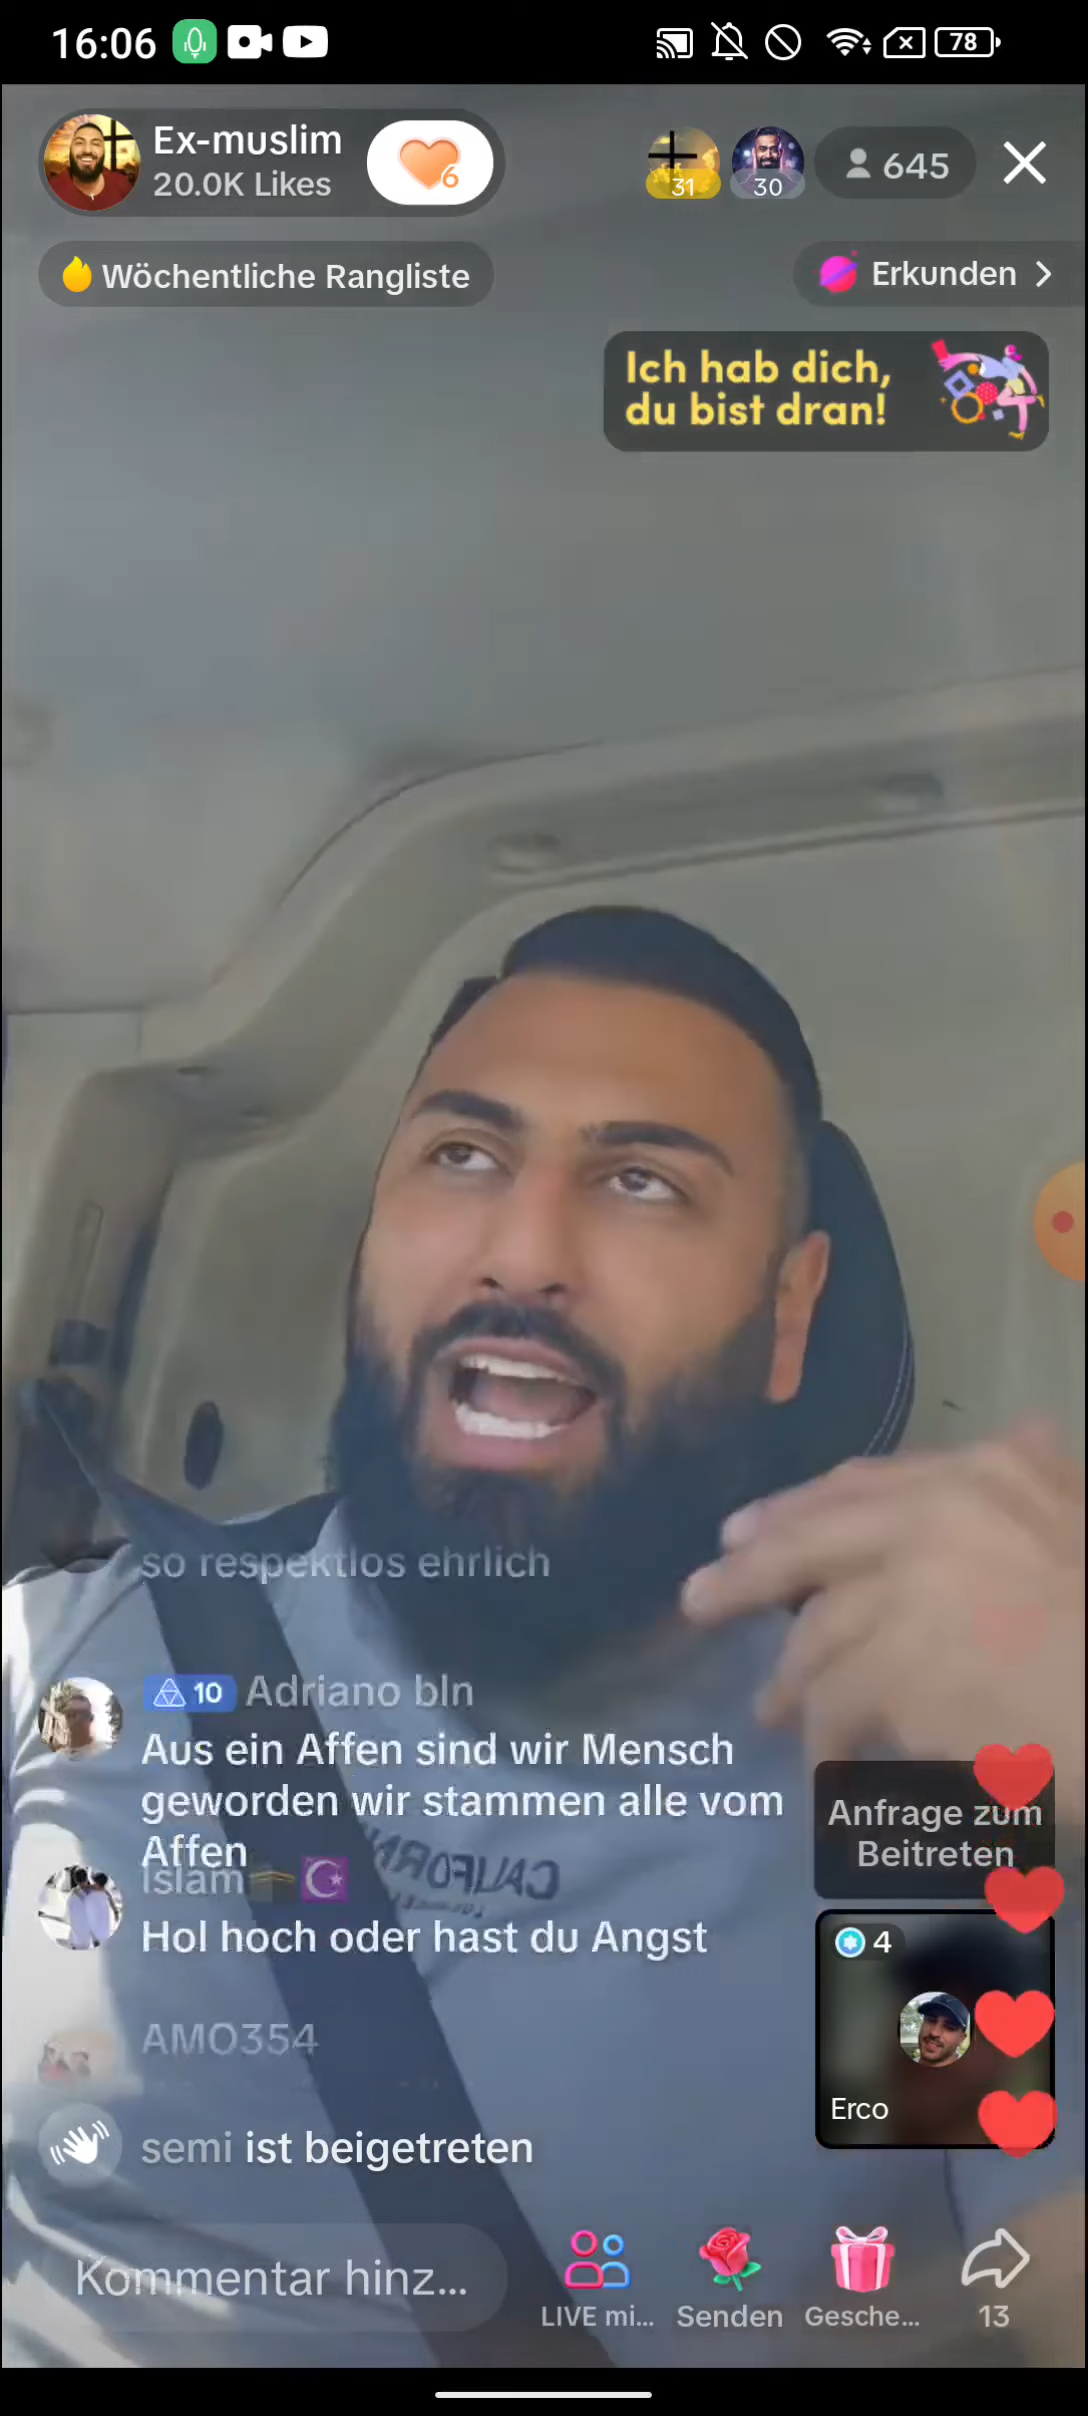 16:06
78
Ex-muslim
20.0K Likes
6
31
30
645
Wöchentliche Rangliste
Erkunden
Ich hab dich,
du bist dran!
so respektlos ehrlich
10 Adriano bln
Aus ein Affen sind wir Mensch
geworden wir stammen alle vom
Affen
Islam
Hol hoch oder hast du Angst
CALIFORNIA
Anfrage zum
Beitreten
4
Erco
AMO354
semi ist beigetreten
Kommentar hinz...
LIVE mi...
Senden
Gesche...
13